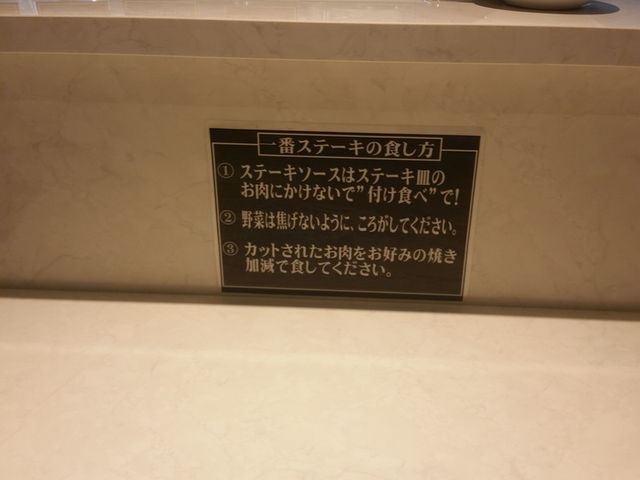 一番ステーキの食し方
① ステーキソースはステーキ皿の
お肉にかけないで”付け食べ”で!
② 野菜は焦げないように、ころがしてください。
③ カットされたお肉をお好みの焼き
加減で食してください。